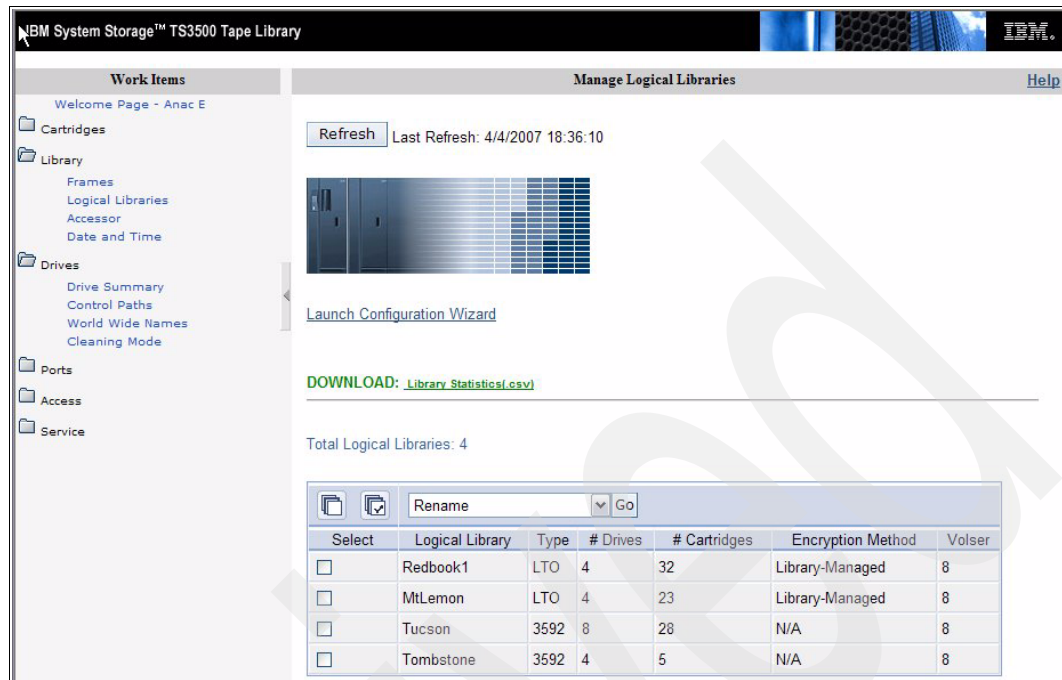 IBM System Storage™ TS3500 Tape Library
IBM.
Work Items
Manage Logical Libraries
Help
Welcome Page - Anac E
Cartridges
Library
Frames
Logical Libraries
Accessor
Date and Time
Drives
Drive Summary
Control Paths
World Wide Names
Cleaning Mode
Ports
Access
Service
Refresh Last Refresh: 4/4/2007 18:36:10
Launch Configuration Wizard
DOWNLOAD: Library Statistics(.csv)
Total Logical Libraries: 4
Rename Go
Select Logical Library Type # Drives # Cartridges Encryption Method Volser
Redbook1 LTO 4 32 Library-Managed 8
MtLemon LTO 4 23 Library-Managed 8
Tucson 3592 8 28 N/A 8
Tombstone 3592 4 5 N/A 8